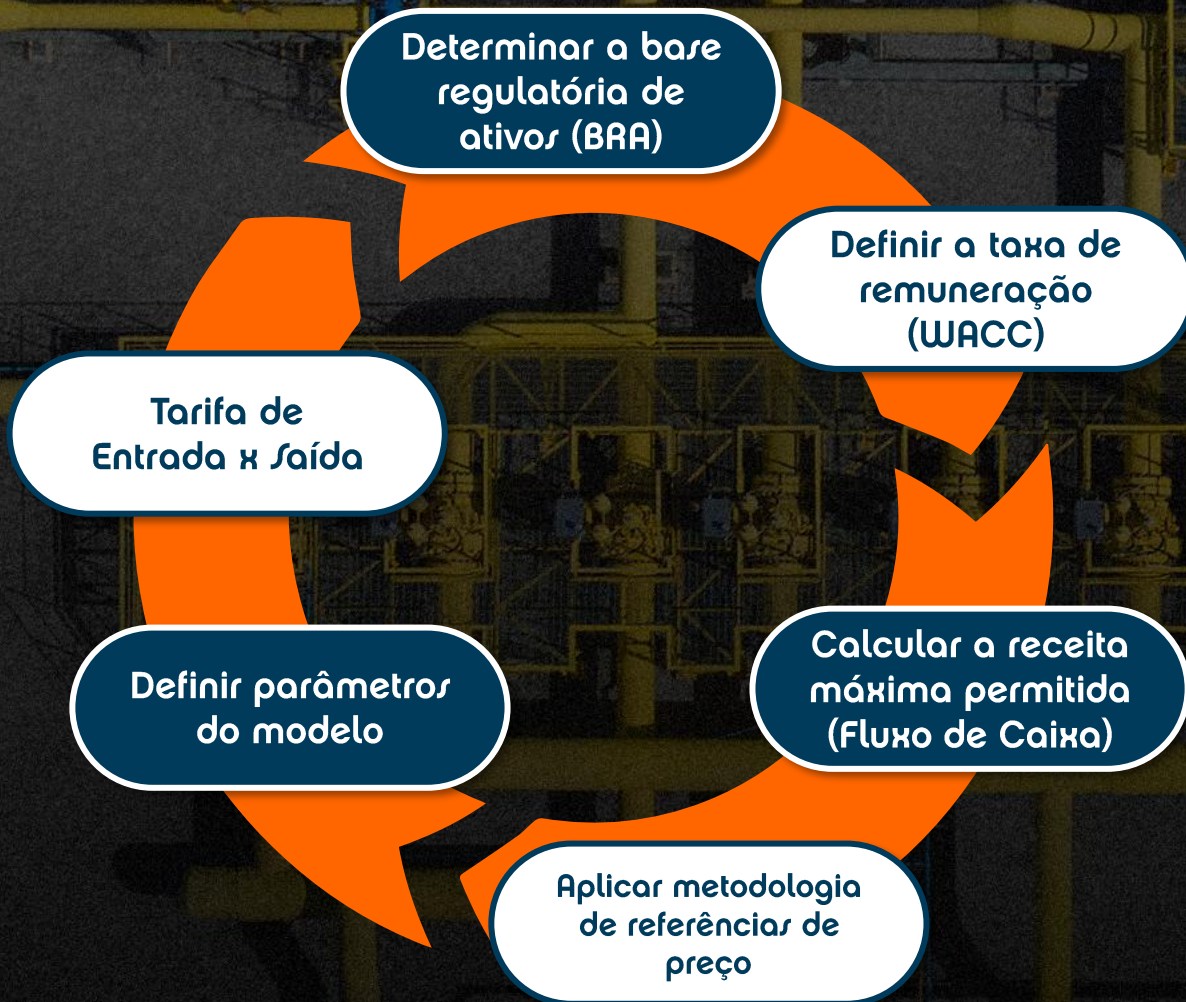 Determinar a base
regulatória de
ativos (BRA)
Definir a taxa de
remuneração
(WACC)
Calcular a receita
máxima permitida
(Fluxo de Caixa)
Aplicar metodologia
de referências de
preço
Definir parâmetros
do modelo
Tarifa de
Entrada x Saída